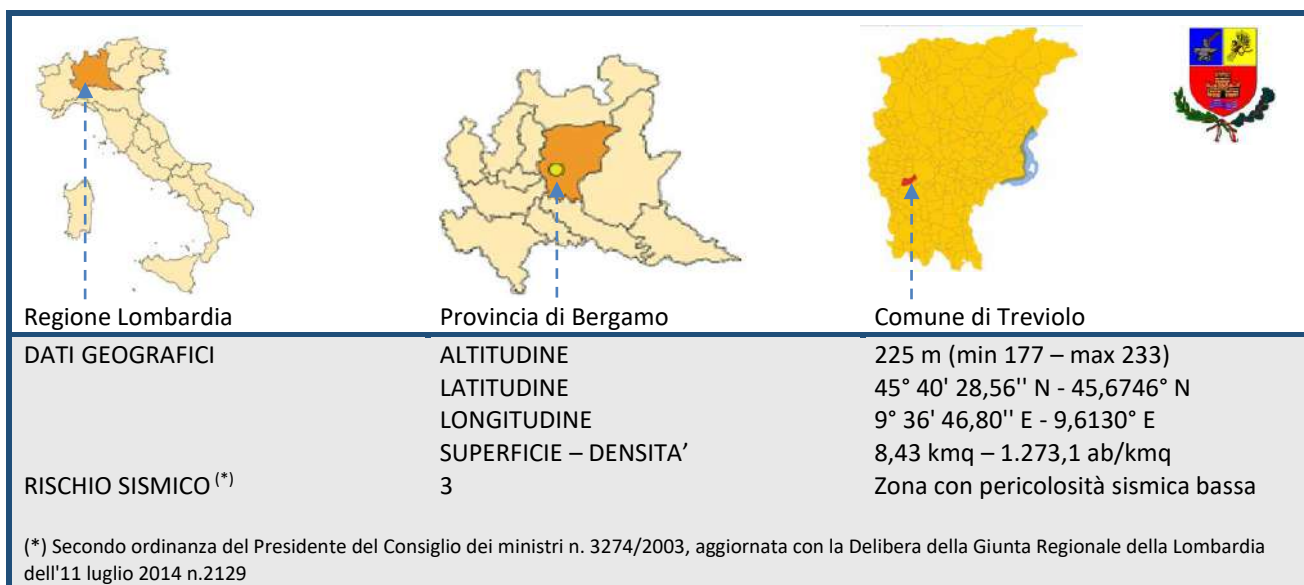 Regione Lombardia Provincia di Bergamo Comune di Treviolo
DATI GEOGRAFICI ALTITUDINE 225 m (min 177 – max 233)
LATITUDINE 45° 40' 28,56'' N - 45,6746° N
LONGITUDINE 9° 36' 46,80'' E - 9,6130° E
SUPERFICIE – DENSITA’ 8,43 kmq – 1.273,1 ab/kmq
RISCHIO SISMICO (*) 3 Zona con pericolosità sismica bassa
(*) Secondo ordinanza del Presidente del Consiglio dei ministri n. 3274/2003, aggiornata con la Delibera della Giunta Regionale della Lombardia
dell'11 luglio 2014 n.2129